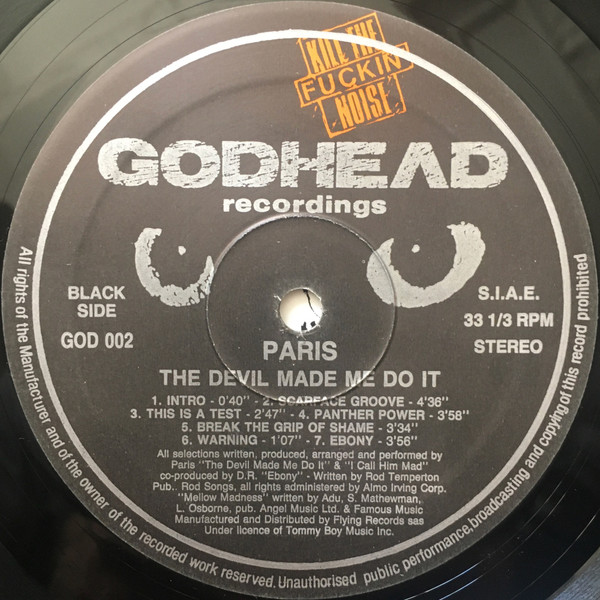 KILL THE
FUCKIN
NOISE
GODHEAD
recordings
BLACK
SIDE
GOD 002
S.I.A.E.
33 1/3 RPM
STEREO
PARIS
THE DEVIL MADE ME DO IT
1. INTRO - 0'40'' - 2. SCARFACE GROOVE - 4'36''
3. THIS IS A TEST - 2'47'' - 4. PANTHER POWER - 3'58''
5. BREAK THE GRIP OF SHAME - 3'34''
6. WARNING - 1'07'' - 7. EBONY - 3'56''
All selections written, produced, arranged and performed by
Paris "The Devil Made Me Do It" & "I Call Him Mad"
co-produced by D.R. "Ebony" - Written by Rod Temperton
Pub.. Rod Songs, all rights administered by Almo Irving Corp.
"Mellow Madness" written by Adu, S. Mathewman,
L. Osborne, pub. Angel Music Ltd. & Famous Music
Manufactured and Distributed by Flying Records sas
Under licence of Tommy Boy Music Inc.
All rights of the Manufacturer and of the owner of the recorded work reserved. Unauthorised public performance, broadcasting and copying of this record prohibited